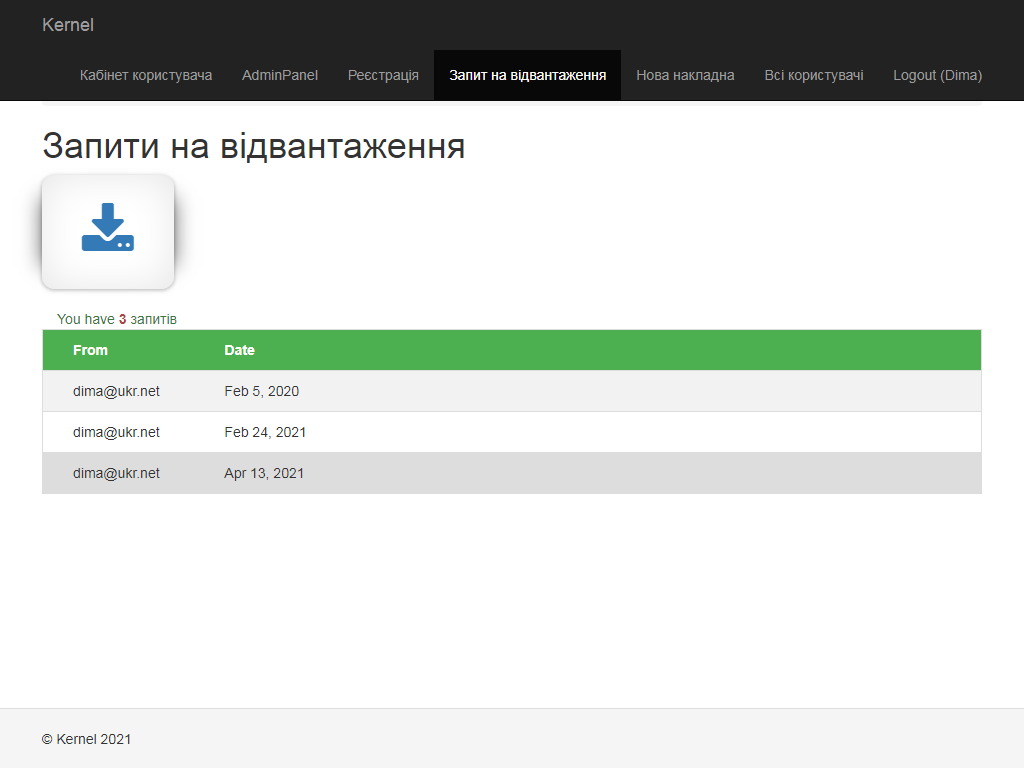 Kernel
Кабінет користувача AdminPanel Реєстрація Запит на відвантаження Нова накладна Всі користувачі Logout (Dima)
Запити на відвантаження
You have 3 запитів
From Date
dima@ukr.net Feb 5, 2020
dima@ukr.net Feb 24, 2021
dima@ukr.net Apr 13, 2021
© Kernel 2021